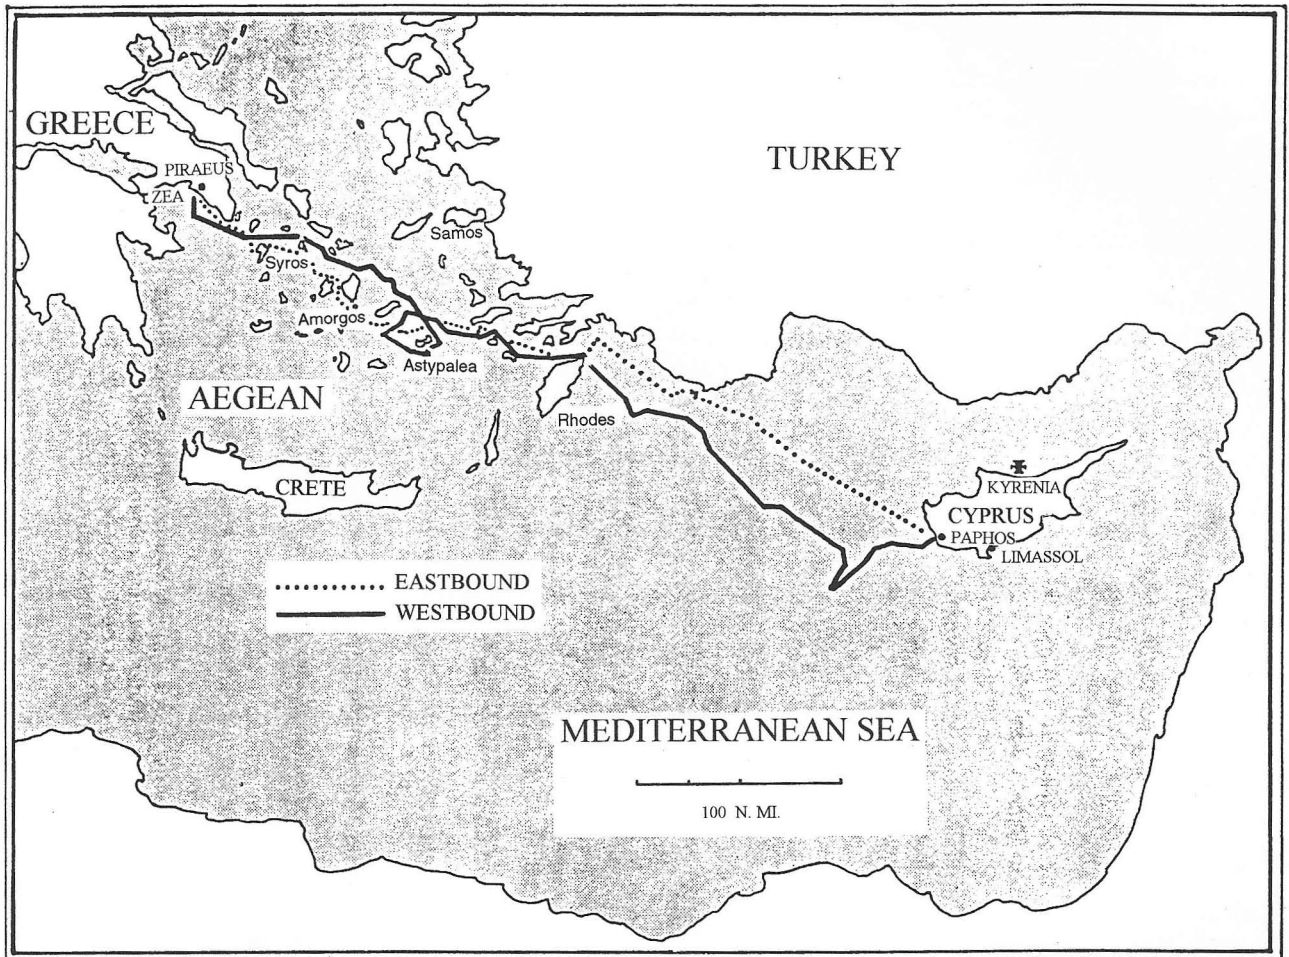 GREECE
TURKEY
PIRAEUS
ZEA
Samos
Syros
Amorgos
Astypalea
AEGEAN
Rhodes
CRETE
KYRENIA
CYPRUS
PAPHOS
LIMASSOL
EASTBOUND
WESTBOUND
MEDITERRANEAN SEA
100 N. MI.